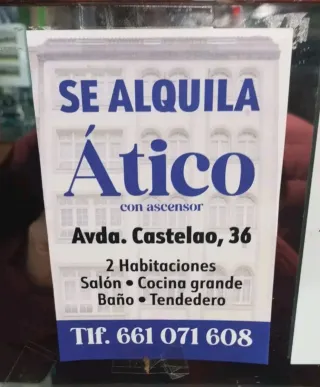 SE ALQUILA
Ático
con ascensor
Avda. Castelao, 36
2 Habitaciones
Salón • Cocina grande
Baño • Tendedero
Tlf. 661 071 608